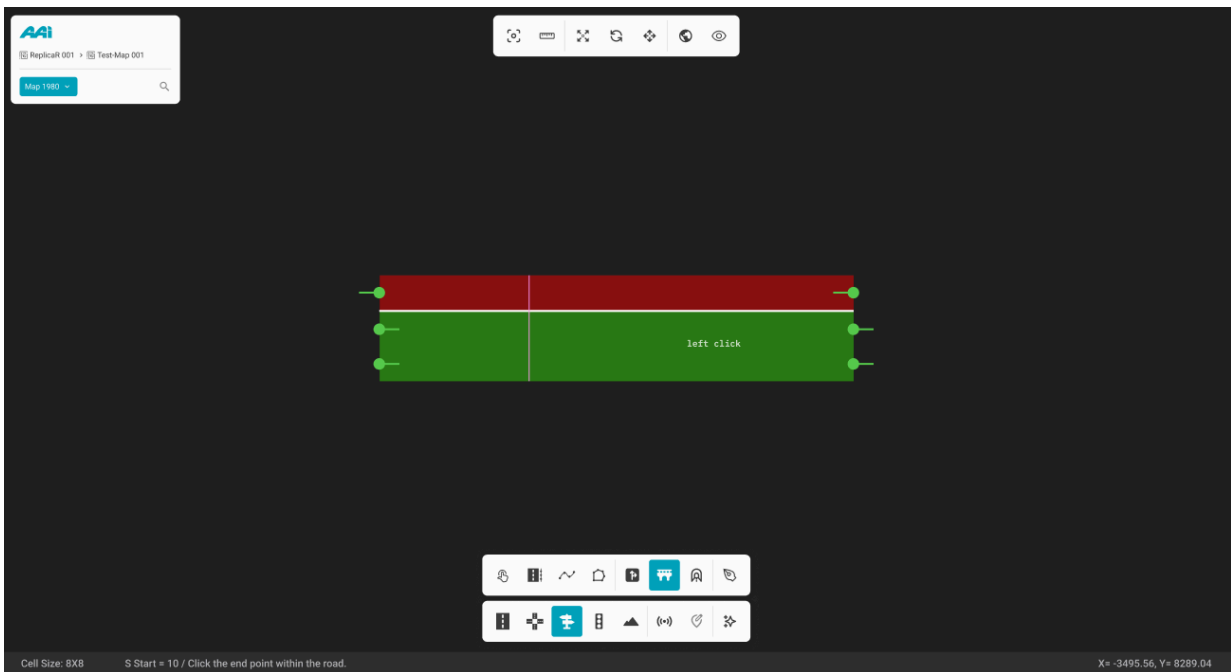 AAi
ReplicaR 001 > Test-Map 001
Map 1980
left click
Cell Size: 8X8 S Start = 10 / Click the end point within the road. X= -3495.56, Y= 8289.04